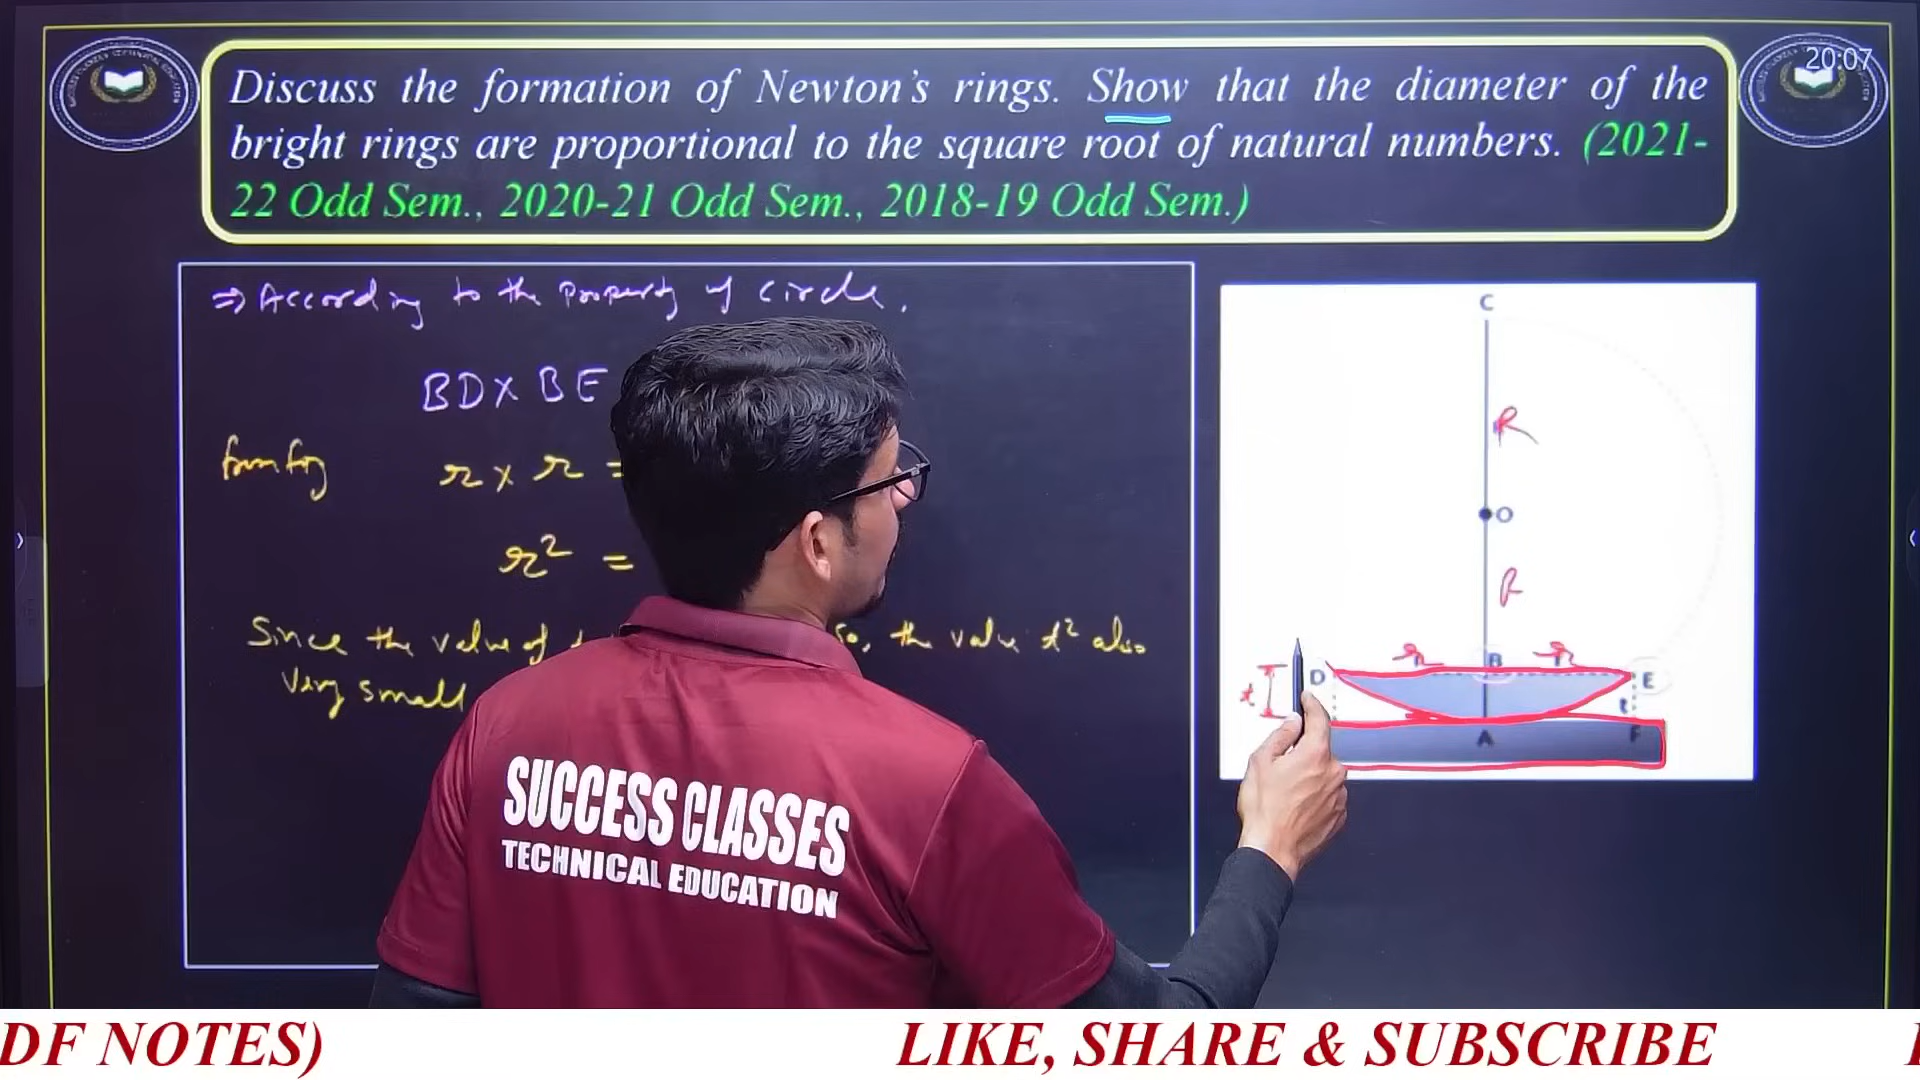 20:07
Discuss the formation of Newton's rings. Show that the diameter of the
bright rings are proportional to the square root of natural numbers. (2021-
22 Odd Sem., 2020-21 Odd Sem., 2018-19 Odd Sem.)
⇒ According to the Property of circle.
BD x BE
r x r =
r² =
Since the value of
so, the value t² also
Very small
C
R
O
R
r B r
t D E
t
A F
SUCCESS CLASSES
TECHNICAL EDUCATION
DF NOTES) LIKE, SHARE & SUBSCRIBE